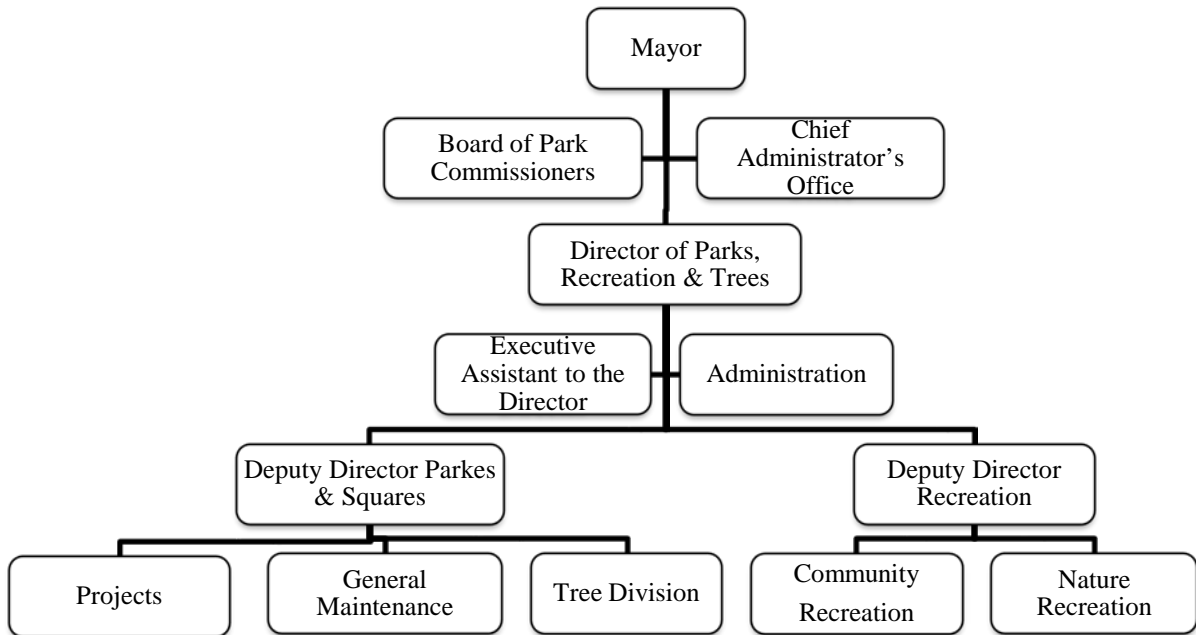 Mayor
Board of Park
Commissioners
Chief
Administrator's
Office
Director of Parks,
Recreation & Trees
Executive
Assistant to the
Director
Administration
Deputy Director Parkes
& Squares
Deputy Director
Recreation
Projects
General
Maintenance
Tree Division
Community
Recreation
Nature
Recreation